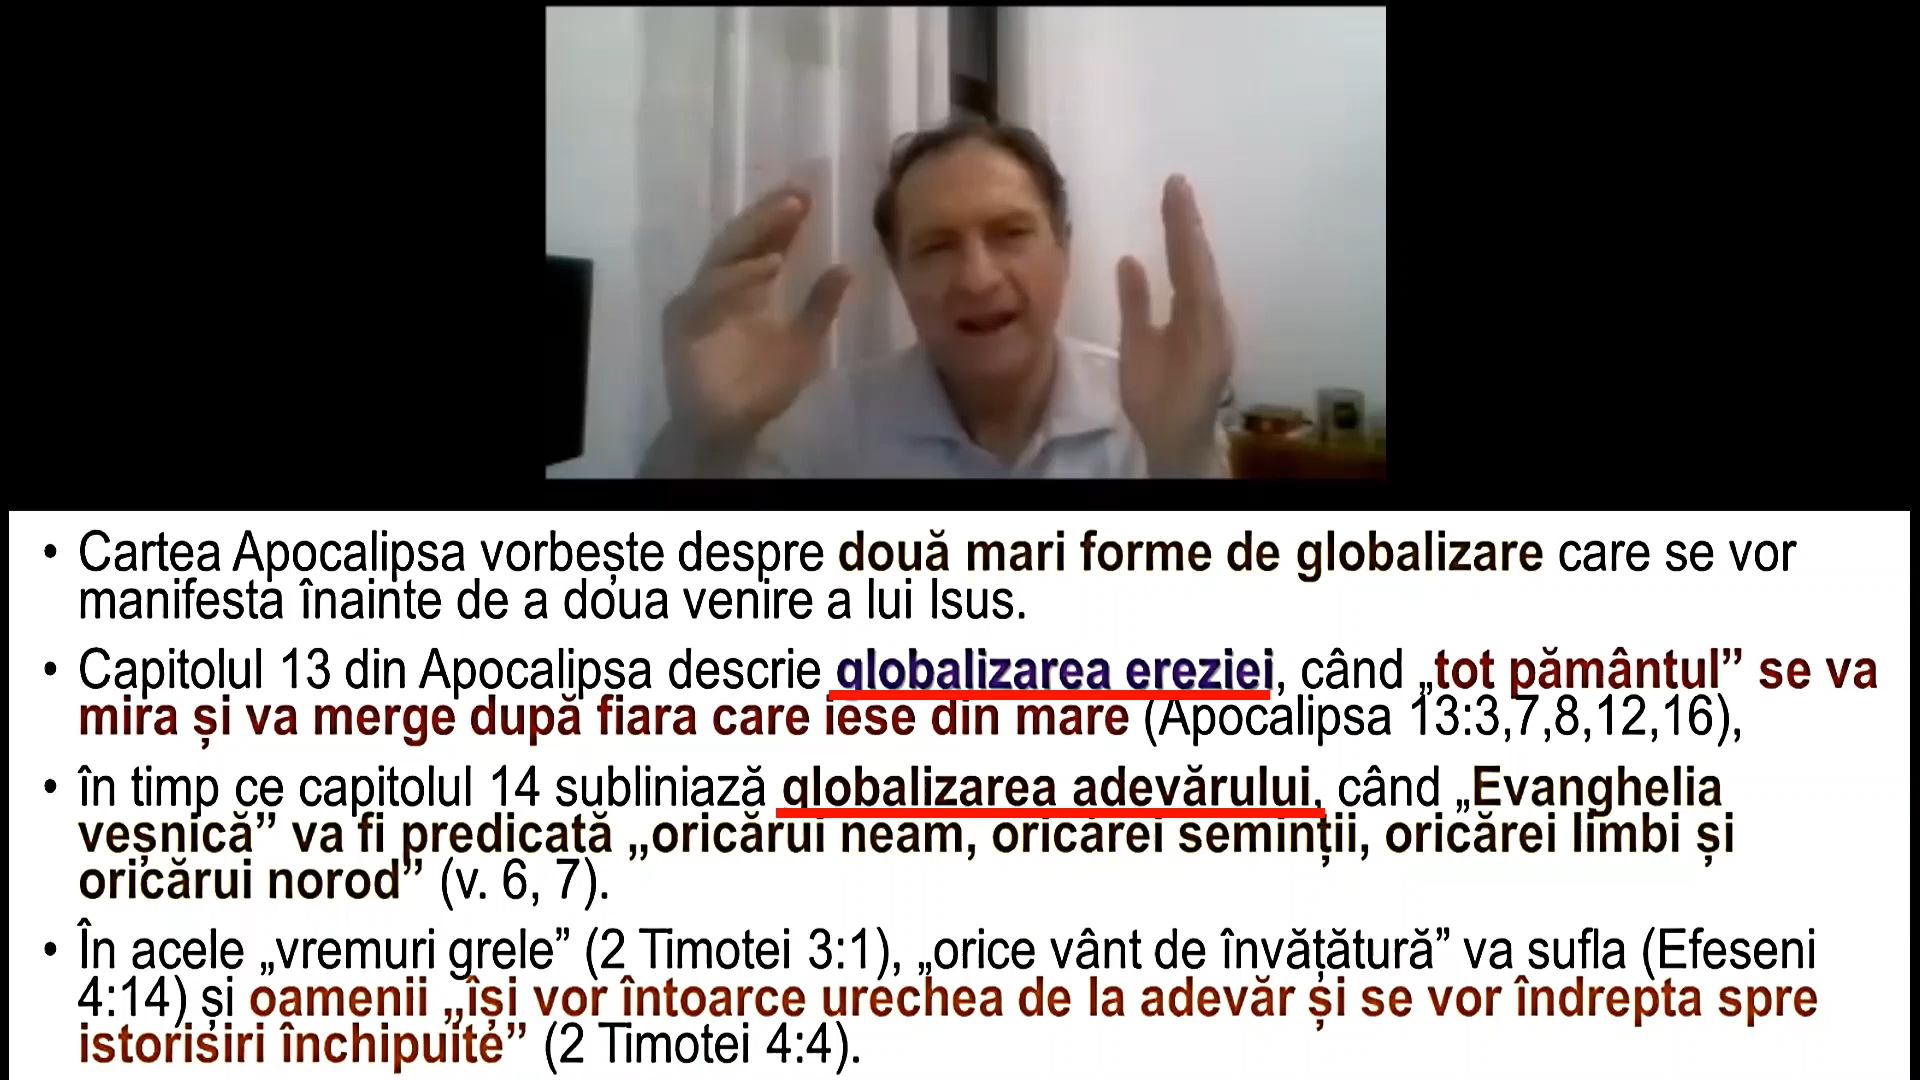 • Cartea Apocalipsa vorbește despre două mari forme de globalizare care se vor
manifesta înainte de a doua venire a lui Isus.
• Capitolul 13 din Apocalipsa descrie globalizarea ereziei, când „tot pământul” se va
mira și va merge după fiara care iese din mare (Apocalipsa 13:3,7,8,12,16),
• în timp ce capitolul 14 subliniază globalizarea adevărului, când „Evanghelia
veșnică” va fi predicată „oricărui neam, oricărei seminții, oricărei limbi și
oricărui norod” (v. 6, 7).
• În acele „vremuri grele” (2 Timotei 3:1), „orice vânt de învățătură” va sufla (Efeseni
4:14) și oamenii „își vor întoarce urechea de la adevăr și se vor îndrepta spre
istorisiri închipuite” (2 Timotei 4:4).